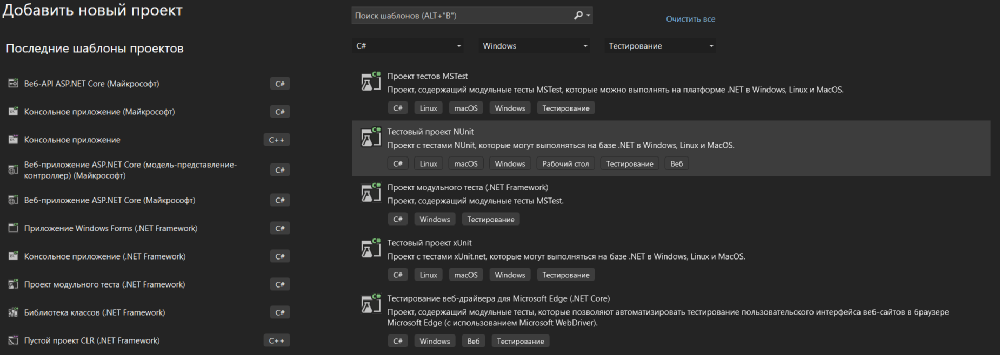 Добавить новый проект
Поиск шаблонов (ALT+"В")
Очистить все
Последние шаблоны проектов
C#
Windows
Тестирование
Веб-API ASP.NET Core (Майкрософт)
C#
Консольное приложение (Майкрософт)
C#
Консольное приложение
C++
Веб-приложение ASP.NET Core (модель-представление-
контроллер) (Майкрософт)
C#
Веб-приложение ASP.NET Core (Майкрософт)
C#
Приложение Windows Forms (.NET Framework)
C#
Консольное приложение (.NET Framework)
C#
Проект модульного теста (.NET Framework)
C#
Библиотека классов (.NET Framework)
C#
Пустой проект CLR (.NET Framework)
C++
Проект тестов MSTest
Проект, содержащий модульные тесты MSTest, которые можно выполнять на платформе .NET в Windows, Linux и MacOS.
C# Linux macOS Windows Тестирование
Тестовый проект NUnit
Проект с тестами NUnit, которые могут выполняться на базе .NET в Windows, Linux и MacOS.
C# Linux macOS Windows Рабочий стол Тестирование Веб
Проект модульного теста (.NET Framework)
Проект, содержащий модульные тесты MSTest.
C# Windows Тестирование
Тестовый проект xUnit
Проект с тестами xUnit.net, которые могут выполняться на базе .NET в Windows, Linux и MacOS.
C# Linux macOS Windows Тестирование
Тестирование веб-драйвера для Microsoft Edge (.NET Core)
Проект, содержащий модульные тесты, которые позволяют автоматизировать тестирование пользовательского интерфейса веб-сайтов в браузере
Microsoft Edge (с использованием Microsoft WebDriver).
C# Windows Веб Тестирование